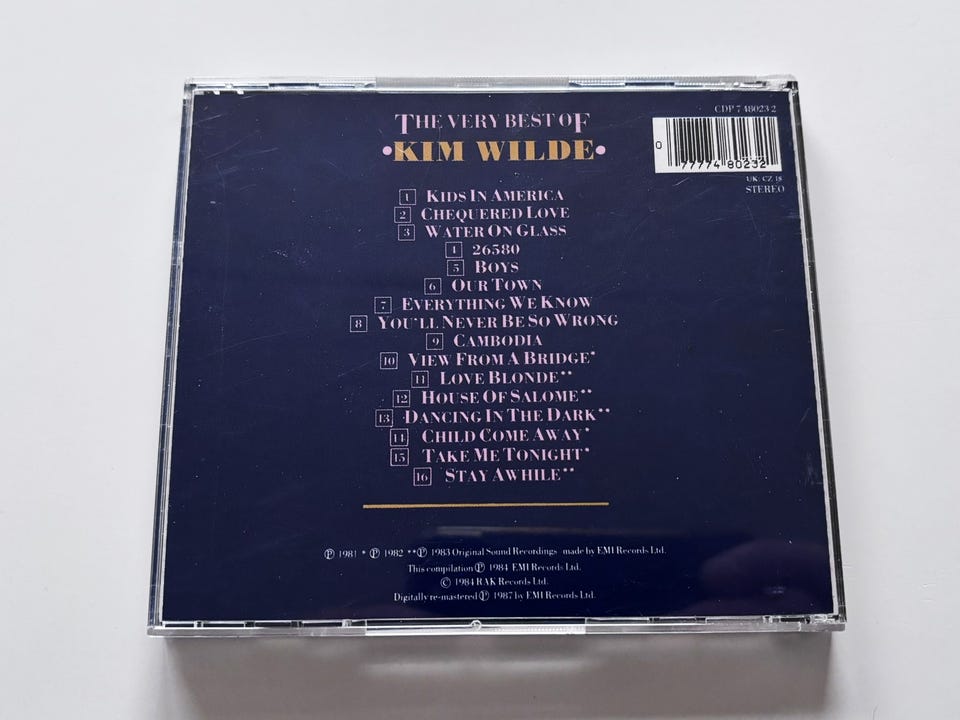 CDP 7 48023 2
THE VERY BEST OF
•KIM WILDE•
0 77774 80232
UK: CZ 18
STEREO
1 KIDS IN AMERICA
2 CHEQUERED LOVE
3 WATER ON GLASS
4 26580
5 BOYS
6 OUR TOWN
7 EVERYTHING WE KNOW
8 YOU'LL NEVER BE SO WRONG
9 CAMBODIA
10 VIEW FROM A BRIDGE*
11 LOVE BLONDE**
12 HOUSE OF SALOME**
13 DANCING IN THE DARK**
14 CHILD COME AWAY*
15 TAKE ME TONIGHT*
16 STAY AWHILE**
℗ 1981 * ℗ 1982 **℗ 1983 Original Sound Recordings made by EMI Records Ltd.
This compilation ℗ 1984 EMI Records Ltd.
© 1984 RAK Records Ltd.
Digitally re-mastered ℗ 1987 by EMI Records Ltd.